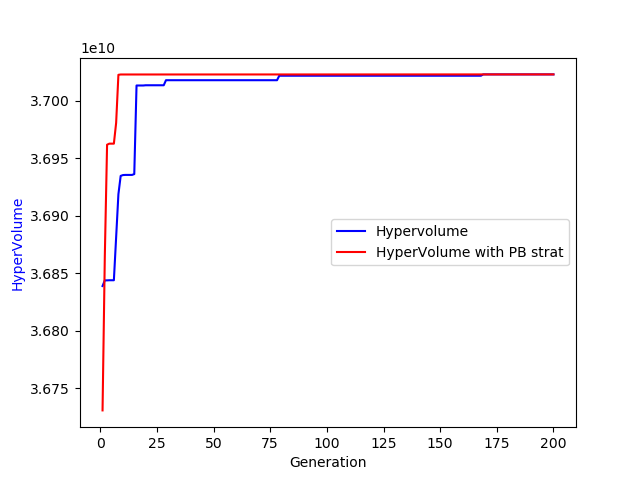 1e10
3.700
3.695
3.690
3.685
3.680
3.675
HyperVolume
Hypervolume
HyperVolume with PB strat
0 25 50 75 100 125 150 175 200
Generation